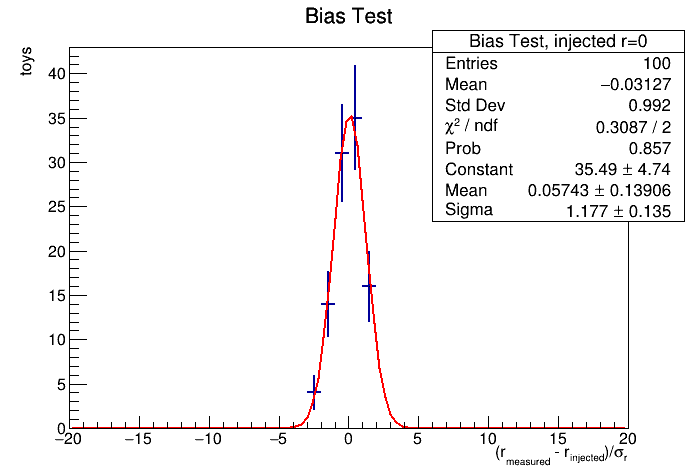 Bias Test
toys
Bias Test, injected r=0
Entries 100
Mean −0.03127
Std Dev 0.992
χ² / ndf 0.3087 / 2
Prob 0.857
Constant 35.49 ± 4.74
Mean 0.05743 ± 0.13906
Sigma 1.177 ± 0.135
40
35
30
25
20
15
10
5
0
−20 −15 −10 −5 0 5 10 15 20
(r_measured - r_injected)/σ_r